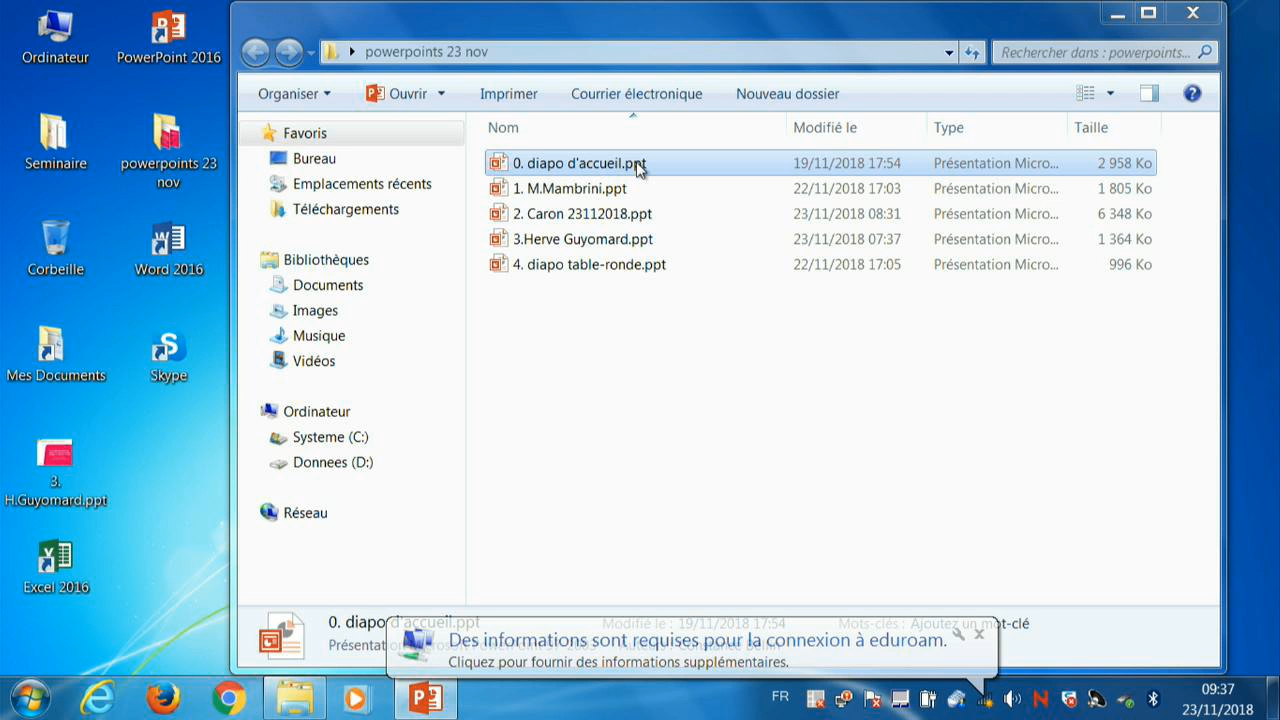 Ordinateur
PowerPoint 2016
Seminaire
powerpoints 23
nov
Corbeille
Word 2016
Mes Documents
Skype
3.
H.Guyomard.ppt
Excel 2016
powerpoints 23 nov
Rechercher dans : powerpoints...
Organiser
Ouvrir
Imprimer
Courrier électronique
Nouveau dossier
Nom
Modifié le
Type
Taille
0. diapo d'accueil.ppt 19/11/2018 17:54 Présentation Micro... 2 958 Ko
1. M.Mambrini.ppt 22/11/2018 17:03 Présentation Micro... 1 805 Ko
2. Caron 23112018.ppt 23/11/2018 08:31 Présentation Micro... 6 348 Ko
3.Herve Guyomard.ppt 23/11/2018 07:37 Présentation Micro... 1 364 Ko
4. diapo table-ronde.ppt 22/11/2018 17:05 Présentation Micro... 996 Ko
Favoris
Bureau
Emplacements récents
Téléchargements
Bibliothèques
Documents
Images
Musique
Vidéos
Ordinateur
Systeme (C:)
Donnees (D:)
Réseau
0. diapo d'accueil.ppt Modifié le : 19/11/2018 17:54 Mots-clés : Ajoutez un mot-clé
Des informations sont requises pour la connexion à eduroam.
Cliquez pour fournir des informations supplémentaires.
FR
09:37
23/11/2018